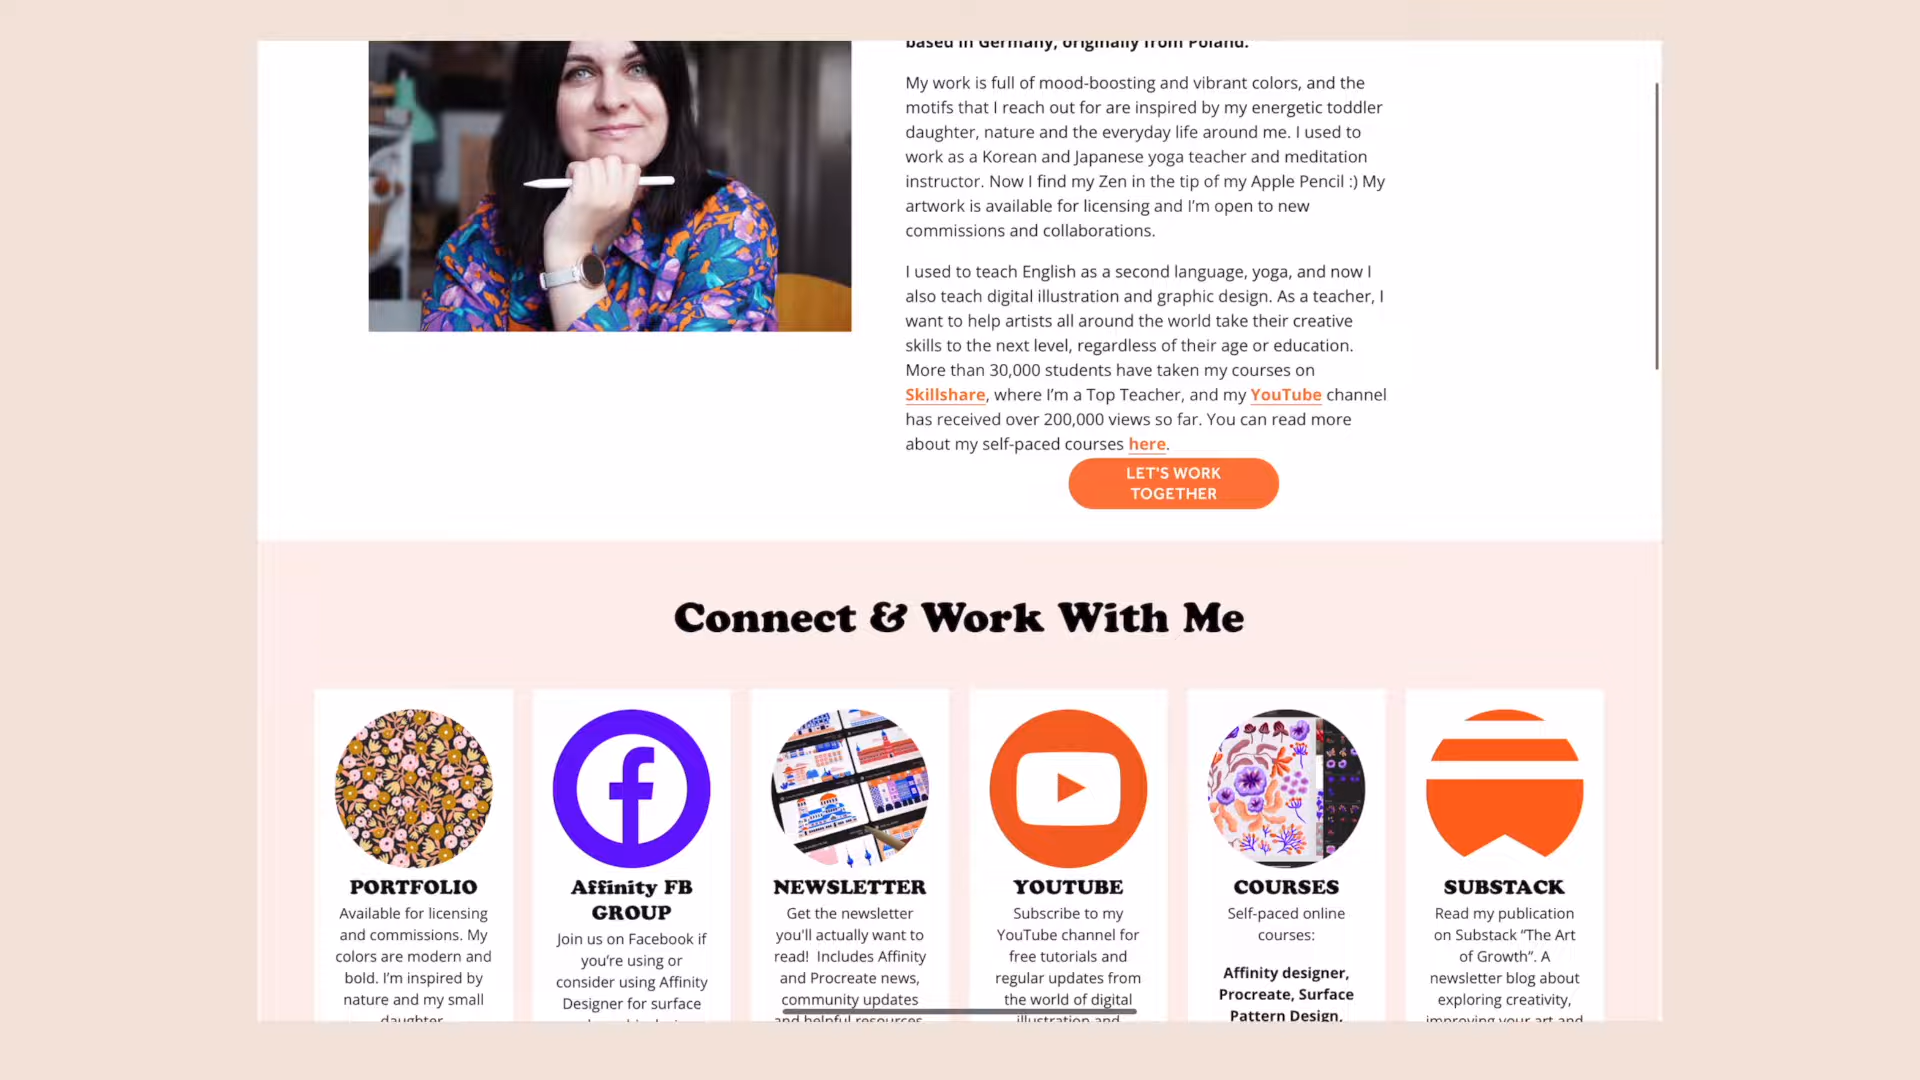 based in Germany, originally from Poland.
My work is full of mood-boosting and vibrant colors, and the
motifs that I reach out for are inspired by my energetic toddler
daughter, nature and the everyday life around me. I used to
work as a Korean and Japanese yoga teacher and meditation
instructor. Now I find my Zen in the tip of my Apple Pencil :) My
artwork is available for licensing and I’m open to new
commissions and collaborations.
I used to teach English as a second language, yoga, and now I
also teach digital illustration and graphic design. As a teacher, I
want to help artists all around the world take their creative
skills to the next level, regardless of their age or education.
More than 30,000 students have taken my courses on
Skillshare, where I’m a Top Teacher, and my YouTube channel
has received over 200,000 views so far. You can read more
about my self-paced courses here.
LET'S WORK
TOGETHER
Connect & Work With Me
PORTFOLIO
Available for licensing
and commissions. My
colors are modern and
bold. I’m inspired by
nature and my small
daughter.
Affinity FB
GROUP
Join us on Facebook if
you’re using or
consider using Affinity
Designer for surface
NEWSLETTER
Get the newsletter
you'll actually want to
read! Includes Affinity
and Procreate news,
community updates
and helpful resources
YOUTUBE
Subscribe to my
YouTube channel for
free tutorials and
regular updates from
the world of digital
illustration and
COURSES
Self-paced online
courses:
Affinity designer,
Procreate, Surface
Pattern Design,
SUBSTACK
Read my publication
on Substack “The Art
of Growth”. A
newsletter blog about
exploring creativity,
improving your art and